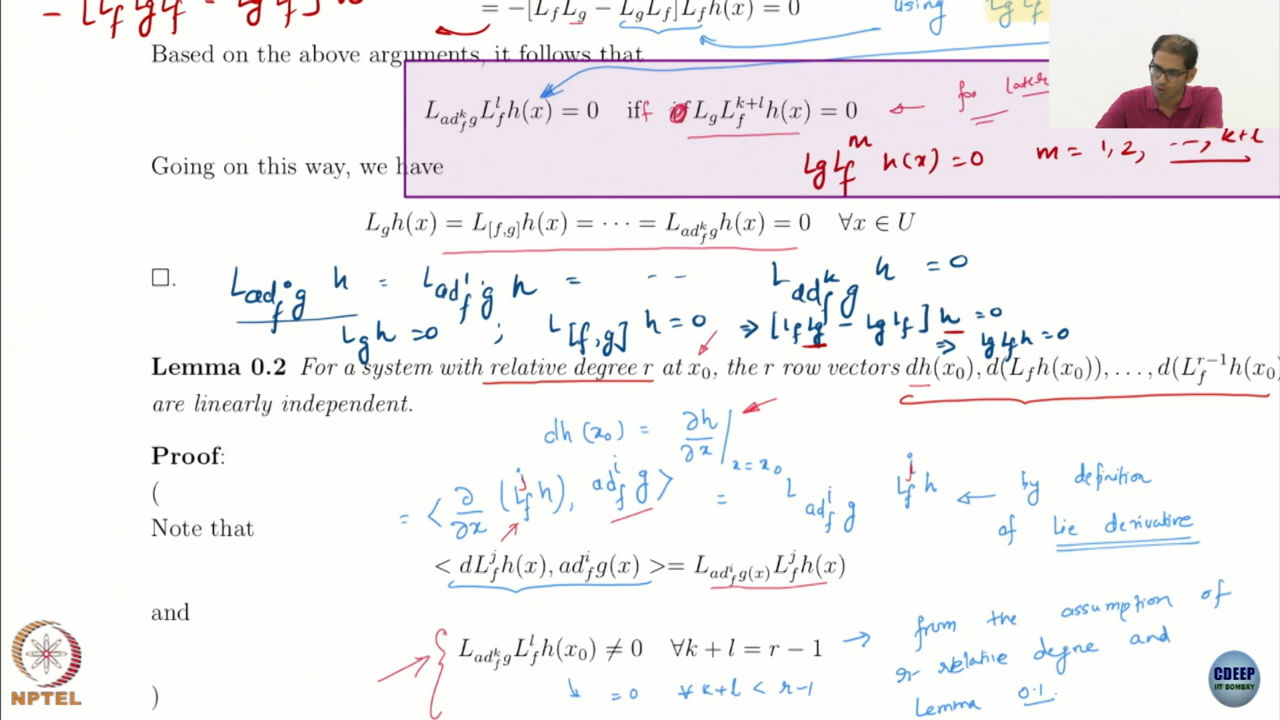 - [L_f L_g - L_g L_f]
= −[L_f L_g − L_g L_f]L_f h(x) = 0 using
Based on the above arguments, it follows that
L_{ad_f^k g} L_f^l h(x) = 0 iff if L_g L_f^{k+l} h(x) = 0 ← for later
L_g L_f^m h(x) = 0 m = 1, 2, ..., k+l
Going on this way, we have
L_g h(x) = L_{[f,g]} h(x) = · · · = L_{ad_f^k g} h(x) = 0 ∀x ∈ U
□.
L_{ad_f^0 g} h = L_{ad_f^1 g} h = -- L_{ad_f^k g} h = 0
L_g h = 0 ; L_{[f,g]} h = 0 ⇒ [L_f L_g - L_g L_f] h = 0
⇒ L_g L_f h = 0
Lemma 0.2 For a system with relative degree r at x_0, the r row vectors dh(x_0), d(L_f h(x_0)), . . . , d(L_f^{r−1} h(x_0)
are linearly independent.
dh (x_0) = ∂h/∂x |_{x = x_0}
Proof:
(
= < ∂/∂x (L_f^j h), ad_f^i g > = L_{ad_f^i g} L_f^j h ← by definition
of Lie derivative
Note that
< dL_f^j h(x), ad_f^i g(x) >= L_{ad_f^i g(x)} L_f^j h(x)
and
L_{ad_f^k g} L_f^l h(x_0) ≠ 0 ∀k + l = r − 1 → from the assumption of
r relative degree and
↓ = 0 ∀ k+l < r-1
Lemma 0.1.
)
NPTEL
CDEEP
IIT BOMBAY